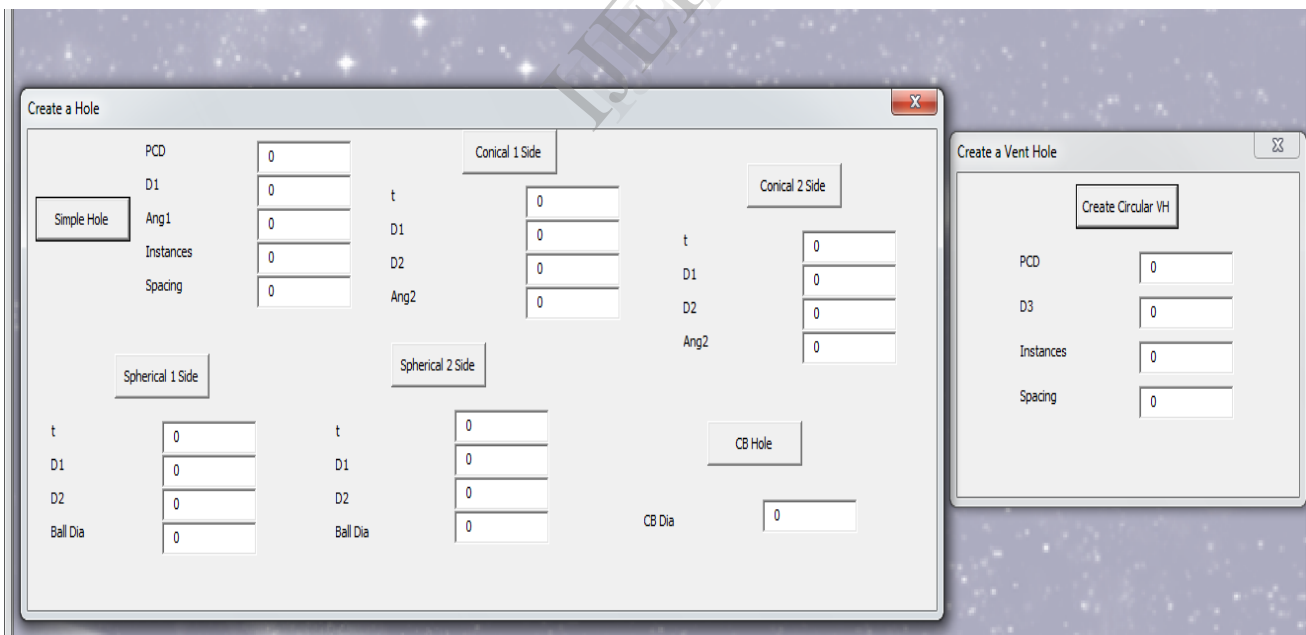 IJE
Create a Hole
X
Simple Hole
PCD 0
D1 0
Ang1 0
Instances 0
Spacing 0
Conical 1 Side
t 0
D1 0
D2 0
Ang2 0
Conical 2 Side
t 0
D1 0
D2 0
Ang2 0
Spherical 1 Side
t 0
D1 0
D2 0
Ball Dia 0
Spherical 2 Side
t 0
D1 0
D2 0
Ball Dia 0
CB Hole
CB Dia 0
Create a Vent Hole
X
Create Circular VH
PCD 0
D3 0
Instances 0
Spacing 0